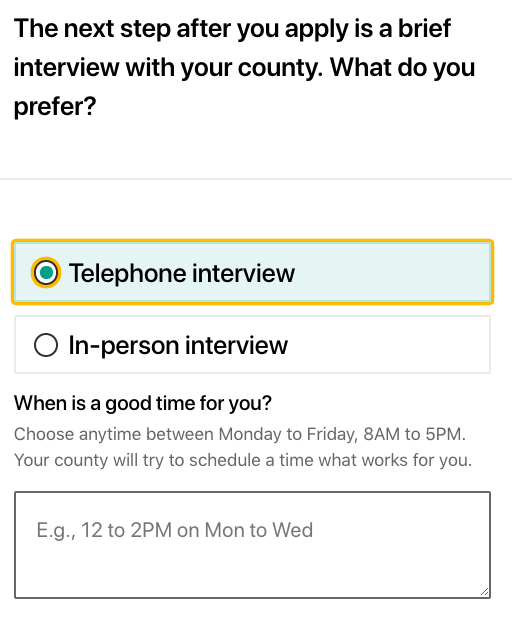 The next step after you apply is a brief
interview with your county. What do you
prefer?
Telephone interview
In-person interview
When is a good time for you?
Choose anytime between Monday to Friday, 8AM to 5PM.
Your county will try to schedule a time what works for you.
E.g., 12 to 2PM on Mon to Wed